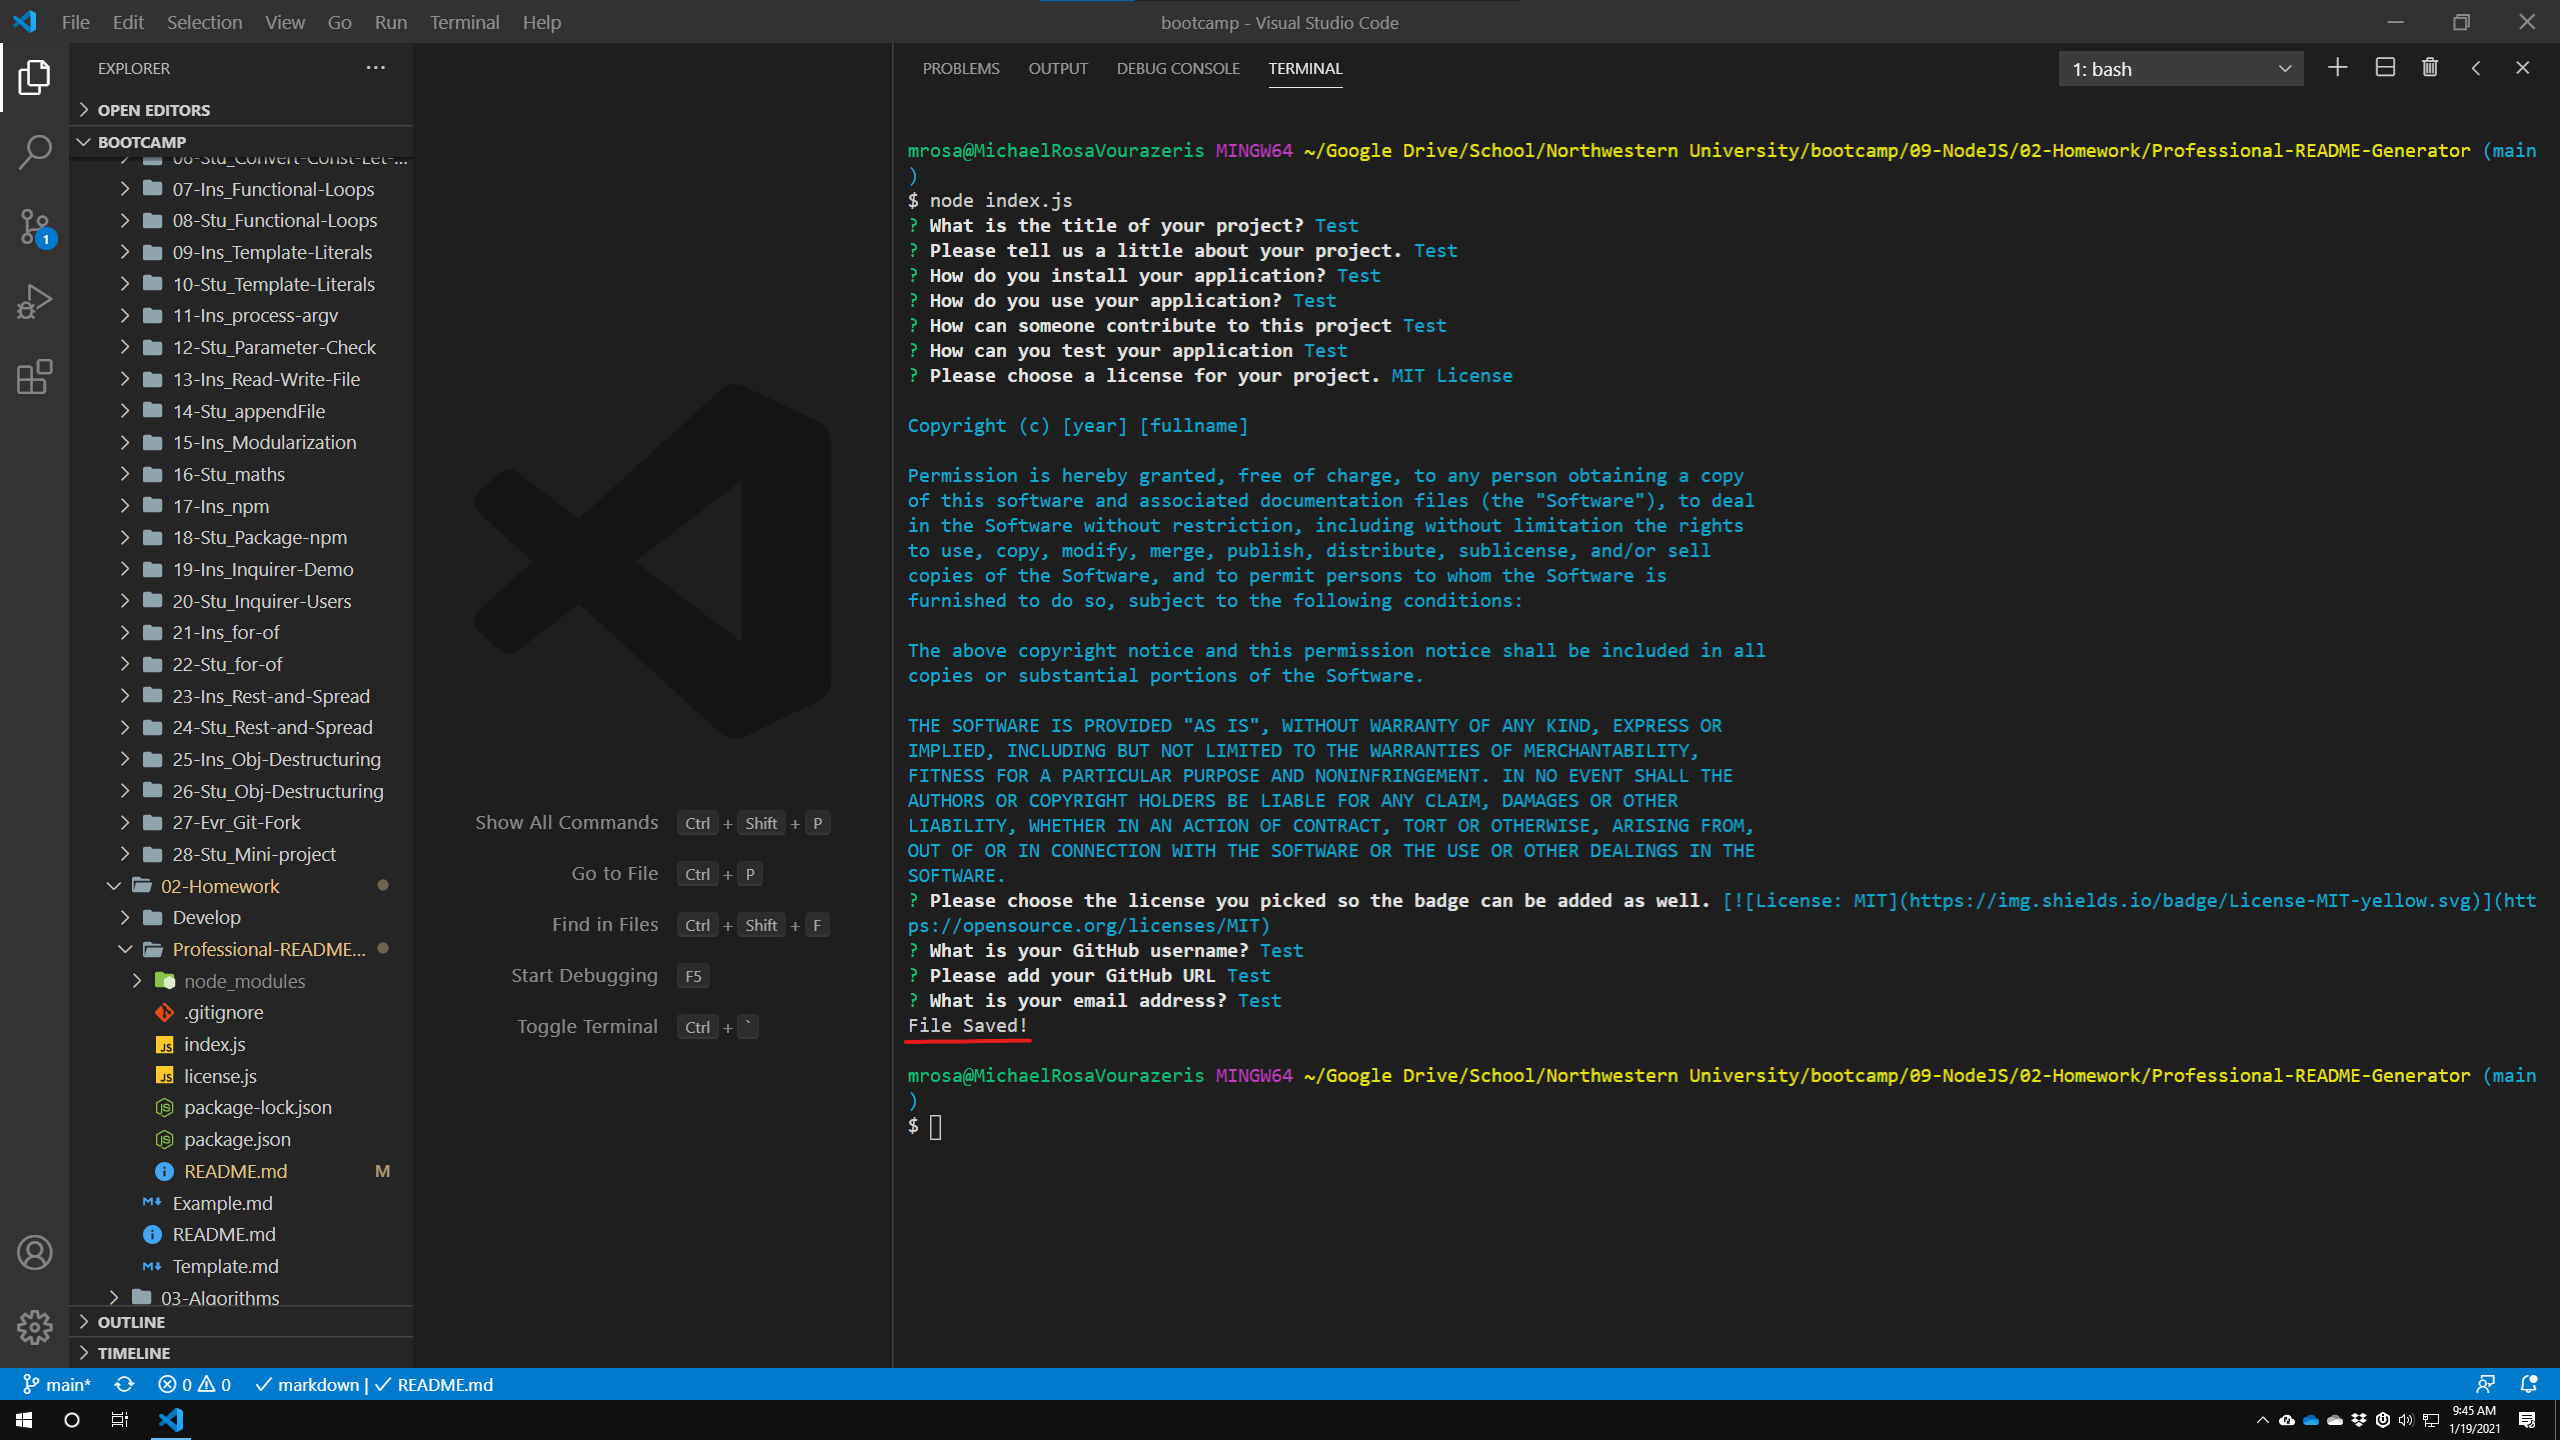 File Edit Selection View Go Run Terminal Help
bootcamp - Visual Studio Code
EXPLORER
OPEN EDITORS
BOOTCAMP
06-Stu_Convert-Const-Let-...
07-Ins_Functional-Loops
08-Stu_Functional-Loops
09-Ins_Template-Literals
10-Stu_Template-Literals
11-Ins_process-argv
12-Stu_Parameter-Check
13-Ins_Read-Write-File
14-Stu_appendFile
15-Ins_Modularization
16-Stu_maths
17-Ins_npm
18-Stu_Package-npm
19-Ins_Inquirer-Demo
20-Stu_Inquirer-Users
21-Ins_for-of
22-Stu_for-of
23-Ins_Rest-and-Spread
24-Stu_Rest-and-Spread
25-Ins_Obj-Destructuring
26-Stu_Obj-Destructuring
27-Evr_Git-Fork
28-Stu_Mini-project
02-Homework
Develop
Professional-README...
node_modules
.gitignore
index.js
license.js
package-lock.json
package.json
README.md M
Example.md
README.md
Template.md
03-Algorithms
OUTLINE
TIMELINE
1
Show All Commands Ctrl + Shift + P
Go to File Ctrl + P
Find in Files Ctrl + Shift + F
Start Debugging F5
Toggle Terminal Ctrl + `
PROBLEMS OUTPUT DEBUG CONSOLE TERMINAL
1: bash
mrosa@MichaelRosaVourazeris MINGW64 ~/Google Drive/School/Northwestern University/bootcamp/09-NodeJS/02-Homework/Professional-README-Generator (main
)
$ node index.js
? What is the title of your project? Test
? Please tell us a little about your project. Test
? How do you install your application? Test
? How do you use your application? Test
? How can someone contribute to this project Test
? How can you test your application Test
? Please choose a license for your project. MIT License
Copyright (c) [year] [fullname]
Permission is hereby granted, free of charge, to any person obtaining a copy
of this software and associated documentation files (the "Software"), to deal
in the Software without restriction, including without limitation the rights
to use, copy, modify, merge, publish, distribute, sublicense, and/or sell
copies of the Software, and to permit persons to whom the Software is
furnished to do so, subject to the following conditions:
The above copyright notice and this permission notice shall be included in all
copies or substantial portions of the Software.
THE SOFTWARE IS PROVIDED "AS IS", WITHOUT WARRANTY OF ANY KIND, EXPRESS OR
IMPLIED, INCLUDING BUT NOT LIMITED TO THE WARRANTIES OF MERCHANTABILITY,
FITNESS FOR A PARTICULAR PURPOSE AND NONINFRINGEMENT. IN NO EVENT SHALL THE
AUTHORS OR COPYRIGHT HOLDERS BE LIABLE FOR ANY CLAIM, DAMAGES OR OTHER
LIABILITY, WHETHER IN AN ACTION OF CONTRACT, TORT OR OTHERWISE, ARISING FROM,
OUT OF OR IN CONNECTION WITH THE SOFTWARE OR THE USE OR OTHER DEALINGS IN THE
SOFTWARE.
? Please choose the license you picked so the badge can be added as well. [![License: MIT](https://img.shields.io/badge/License-MIT-yellow.svg)](htt
ps://opensource.org/licenses/MIT)
? What is your GitHub username? Test
? Please add your GitHub URL Test
? What is your email address? Test
File Saved!
mrosa@MichaelRosaVourazeris MINGW64 ~/Google Drive/School/Northwestern University/bootcamp/09-NodeJS/02-Homework/Professional-README-Generator (main
)
$
main* 0 0 markdown | README.md
9:45 AM
1/19/2021